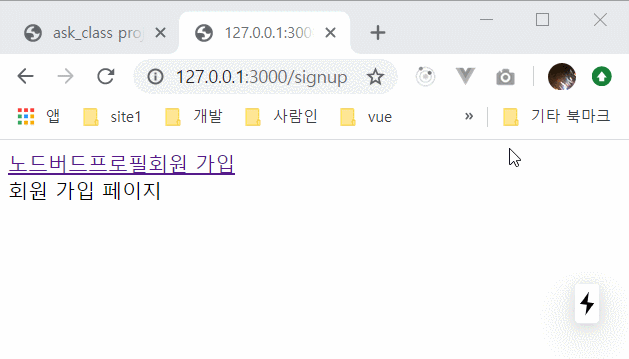 ask_class pro
127.0.0.1:300
127.0.0.1:3000/signup
앱 site1 개발 사람인 vue » 기타 북마크
노드버드프로필회원 가입
회원 가입 페이지